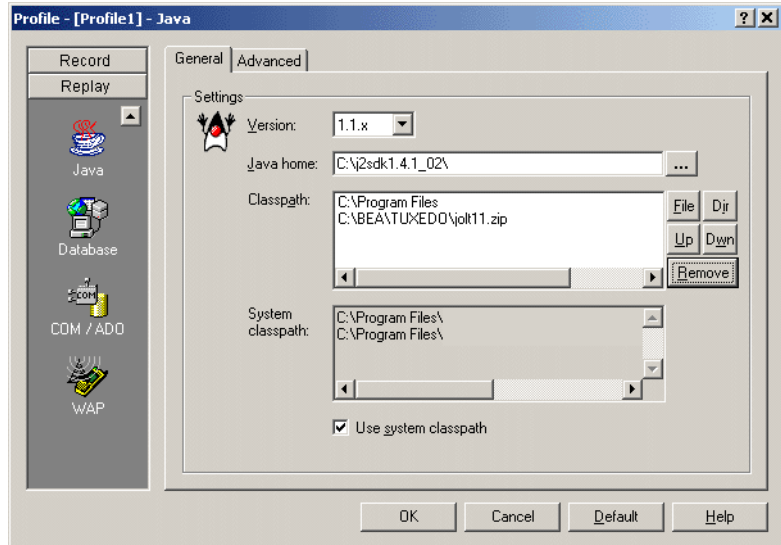 Profile - [Profile1] - Java
Record
Replay
Java
Database
COM / ADO
WAP
General Advanced
Settings
Version: 1.1.x
Java home: C:\j2sdk1.4.1_02\ ...
Classpath: C:\Program Files
C:\BEA\TUXEDO\jolt11.zip
File Dir
Up Dwn
Remove
System classpath: C:\Program Files\
C:\Program Files\
Use system classpath
OK Cancel Default Help